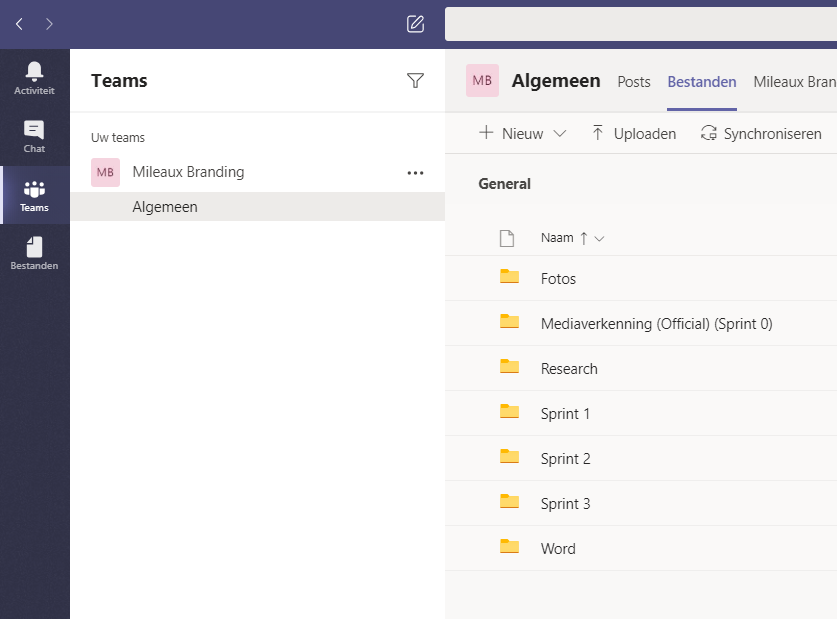 Activiteit
Chat
Teams
Bestanden
Teams
Uw teams
MB Mileaux Branding
Algemeen
MB Algemeen Posts Bestanden Mileaux Bran
Nieuw Uploaden Synchroniseren
General
Naam
Fotos
Mediaverkenning (Official) (Sprint 0)
Research
Sprint 1
Sprint 2
Sprint 3
Word